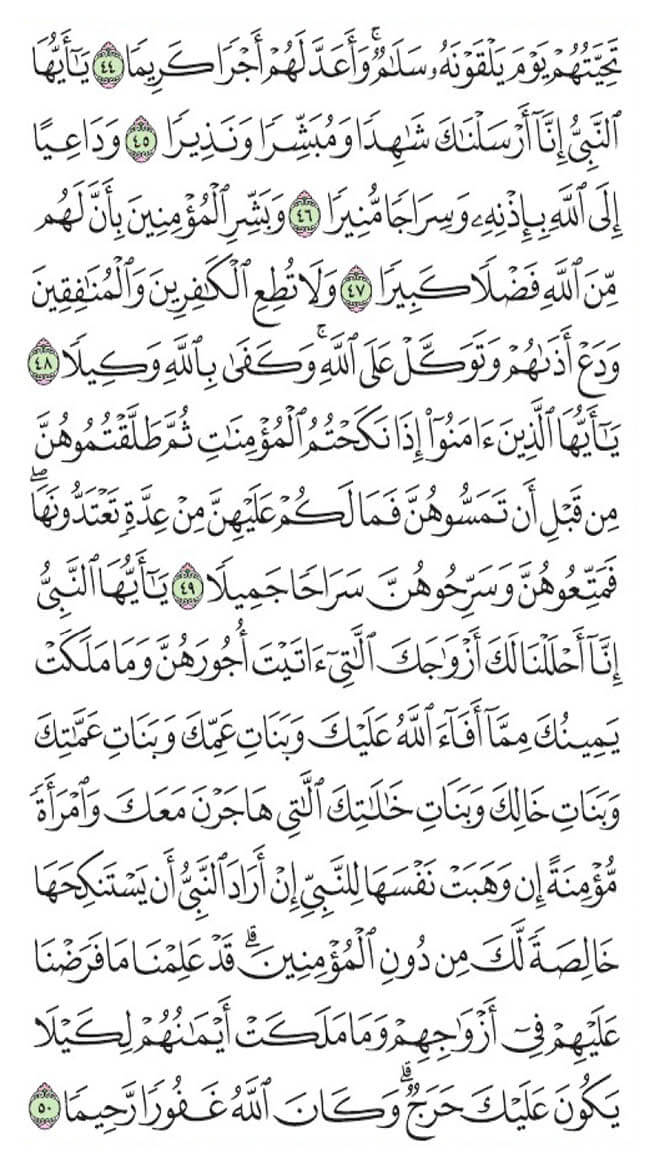 تَحِيَّتُهُمْ يَوْمَ يَلْقَوْنَهُۥ سَلَـٰمٌۚ وَأَعَدَّ لَهُمْ أَجْرًا كَرِيمًا ٤٤ يَـٰٓأَيُّهَا
ٱلنَّبِىُّ إِنَّآ أَرْسَلْنَـٰكَ شَـٰهِدًا وَمُبَشِّرًا وَنَذِيرًا ٤٥ وَدَاعِيًا
إِلَى ٱللَّهِ بِإِذْنِهِۦ وَسِرَاجًا مُّنِيرًا ٤٦ وَبَشِّرِ ٱلْمُؤْمِنِينَ بِأَنَّ لَهُم
مِّنَ ٱللَّهِ فَضْلًا كَبِيرًا ٤٧ وَلَا تُطِعِ ٱلْكَـٰفِرِينَ وَٱلْمُنَـٰفِقِينَ
وَدَعْ أَذَىٰهُمْ وَتَوَكَّلْ عَلَى ٱللَّهِۚ وَكَفَىٰ بِٱللَّهِ وَكِيلًا ٤٨
يَـٰٓأَيُّهَا ٱلَّذِينَ ءَامَنُوٓا۟ إِذَا نَكَحْتُمُ ٱلْمُؤْمِنَـٰتِ ثُمَّ طَلَّقْتُمُوهُنَّ
مِن قَبْلِ أَن تَمَسُّوهُنَّ فَمَا لَكُمْ عَلَيْهِنَّ مِنْ عِدَّةٍ تَعْتَدُّونَهَاۖ
فَمَتِّعُوهُنَّ وَسَرِّحُوهُنَّ سَرَاحًا جَمِيلًا ٤٩ يَـٰٓأَيُّهَا ٱلنَّبِىُّ
إِنَّآ أَحْلَلْنَا لَكَ أَزْوَٰجَكَ ٱلَّـٰتِىٓ ءَاتَيْتَ أُجُورَهُنَّ وَمَا مَلَكَتْ
يَمِينُكَ مِمَّآ أَفَآءَ ٱللَّهُ عَلَيْكَ وَبَنَاتِ عَمِّكَ وَبَنَاتِ عَمَّـٰتِكَ
وَبَنَاتِ خَالِكَ وَبَنَاتِ خَـٰلَـٰتِكَ ٱلَّـٰتِى هَاجَرْنَ مَعَكَ وَٱمْرَأَةً
مُّؤْمِنَةً إِن وَهَبَتْ نَفْسَهَا لِلنَّبِىِّ إِنْ أَرَادَ ٱلنَّبِىُّ أَن يَسْتَنكِحَهَا
خَالِصَةً لَّكَ مِن دُونِ ٱلْمُؤْمِنِينَۗ قَدْ عَلِمْنَا مَا فَرَضْنَا
عَلَيْهِمْ فِىٓ أَزْوَٰجِهِمْ وَمَا مَلَكَتْ أَيْمَـٰنُهُمْ لِكَيْلَا
يَكُونَ عَلَيْكَ حَرَجٌۗ وَكَانَ ٱللَّهُ غَفُورًا رَّحِيمًا ٥٠